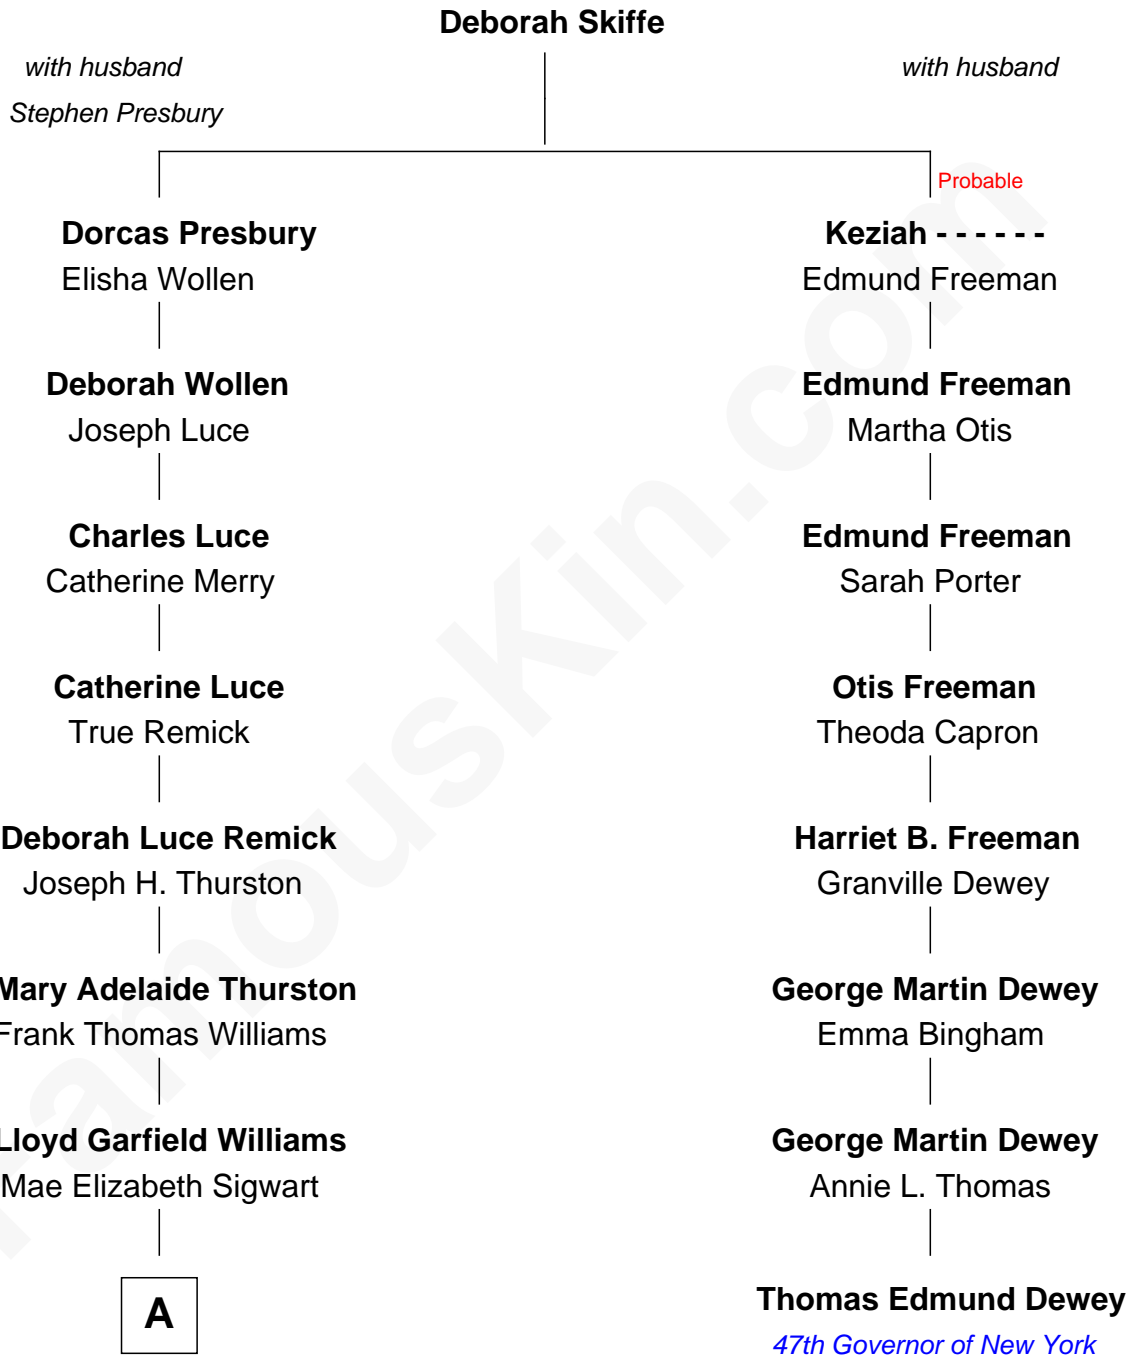 Deborah Skiffe
with husband
Stephen Presbury
with husband
Probable
Dorcas Presbury
Elisha Wollen
Keziah - - - - - -
Edmund Freeman
Deborah Wollen
Joseph Luce
Edmund Freeman
Martha Otis
Charles Luce
Catherine Merry
Edmund Freeman
Sarah Porter
Catherine Luce
True Remick
Otis Freeman
Theoda Capron
Deborah Luce Remick
Joseph H. Thurston
Harriet B. Freeman
Granville Dewey
Mary Adelaide Thurston
Frank Thomas Williams
George Martin Dewey
Emma Bingham
Lloyd Garfield Williams
Mae Elizabeth Sigwart
George Martin Dewey
Annie L. Thomas
A
Thomas Edmund Dewey
47th Governor of New York
FamousKin.com